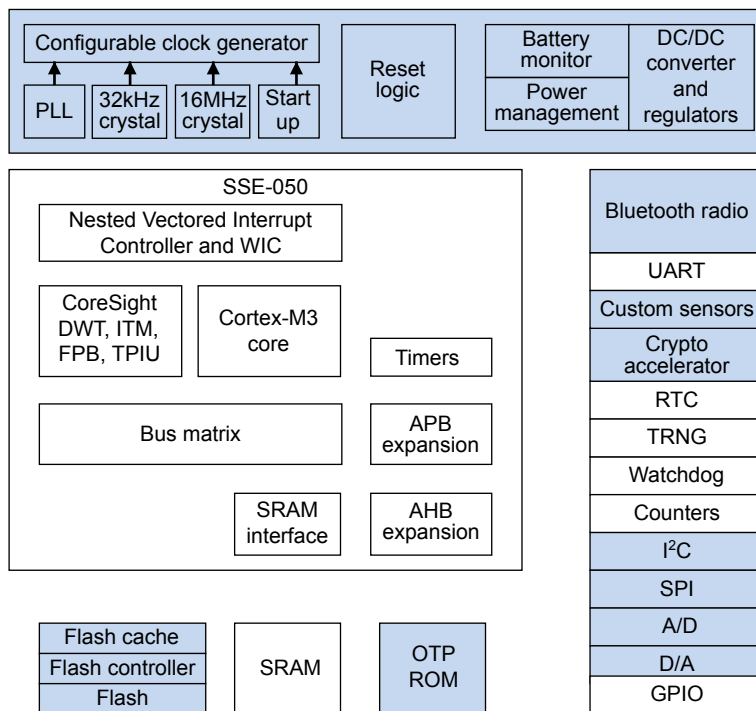 Configurable clock generator
PLL
32kHz
crystal
16MHz
crystal
Start
up
Reset
logic
Battery
monitor
Power
management
DC/DC
converter
and
regulators
SSE-050
Nested Vectored Interrupt
Controller and WIC
CoreSight
DWT, ITM,
FPB, TPIU
Cortex-M3
core
Timers
Bus matrix
APB
expansion
SRAM
interface
AHB
expansion
Bluetooth radio
UART
Custom sensors
Crypto
accelerator
RTC
TRNG
Watchdog
Counters
I²C
SPI
A/D
D/A
GPIO
Flash cache
Flash controller
Flash
SRAM
OTP
ROM